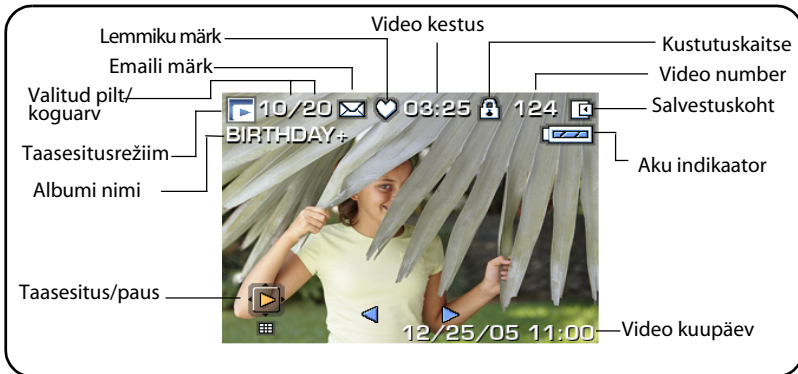 Video kestus
Lemmiku märk
Kustutuskaitse
Emaili märk
Video number
Valitud pilt/
koguarv
10/20 03:25 124
Salvestuskoht
BIRTHDAY+
Taasesitusrežiim
Aku indikaator
Albumi nimi
Taasesitus/paus
12/25/05 11:00
Video kuupäev